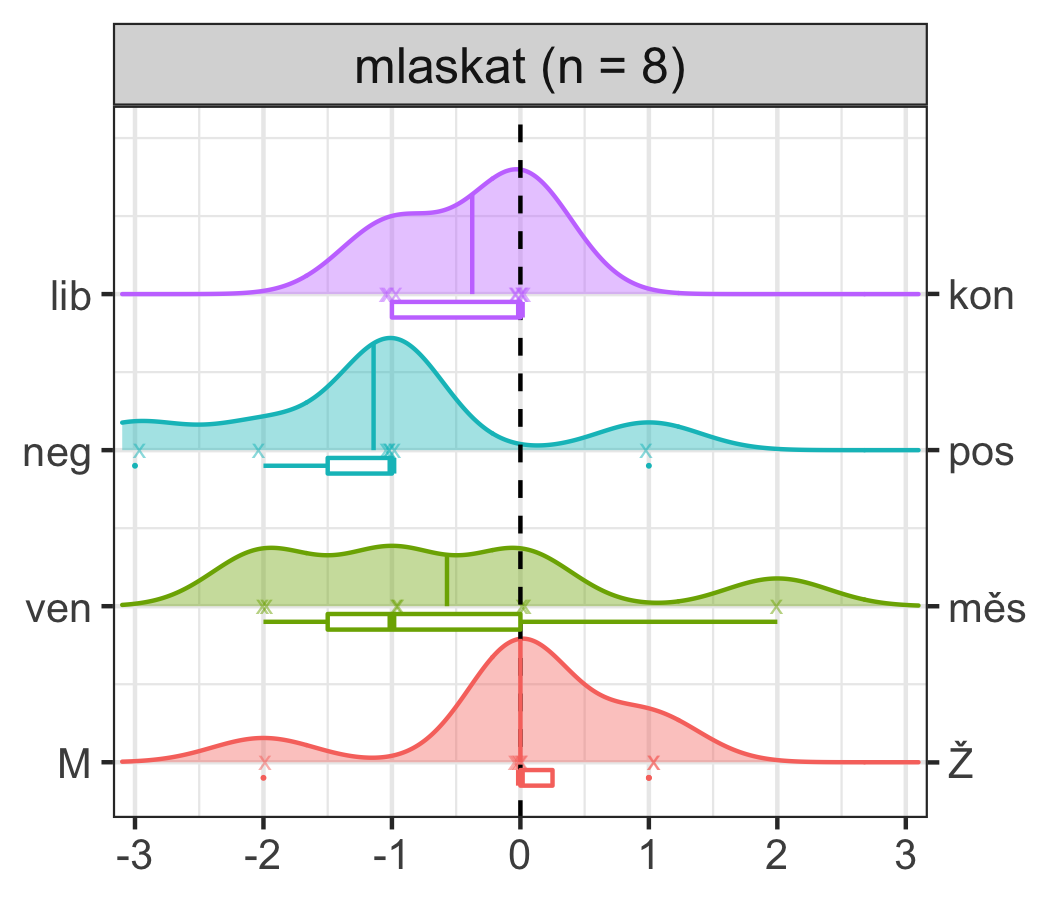 mlaskat (n = 8)
lib kon
neg pos
ven měs
M Ž
-3 -2 -1 0 1 2 3